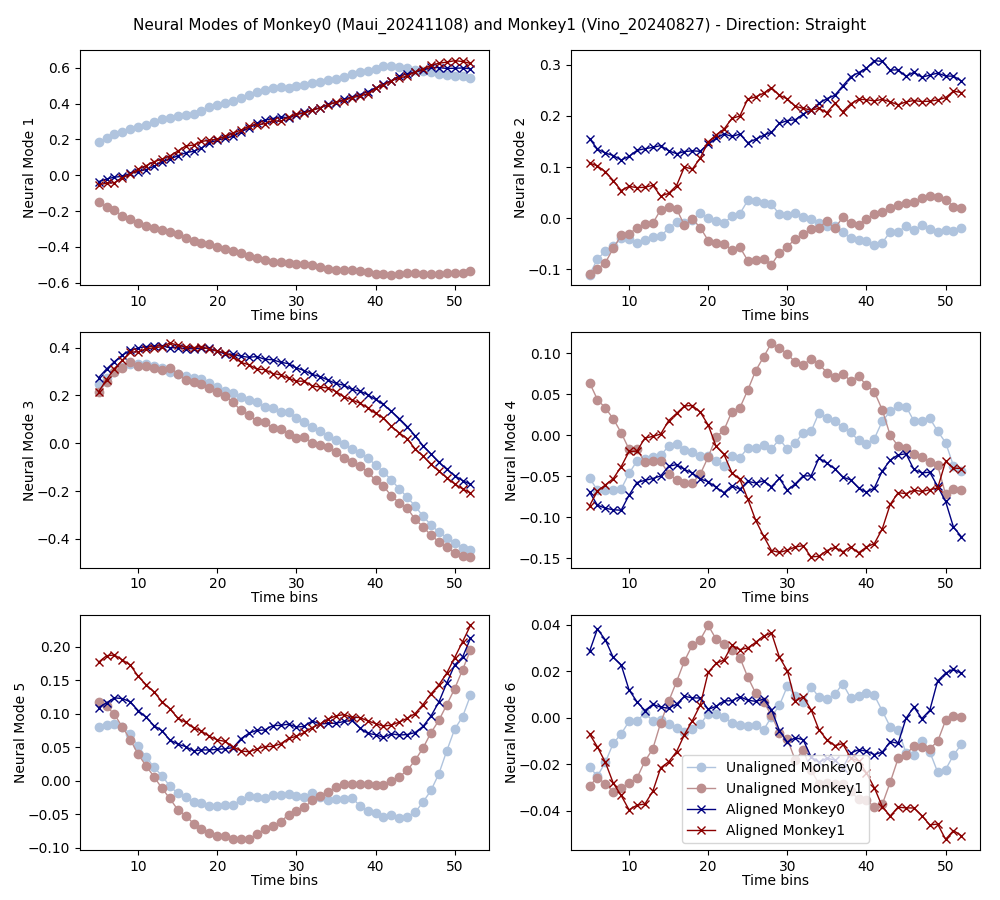 Neural Modes of Monkey0 (Maui_20241108) and Monkey1 (Vino_20240827) - Direction: Straight
Neural Mode 1
0.6
0.4
0.2
0.0
−0.2
−0.4
−0.6
10 20 30 40 50
Time bins
Neural Mode 2
0.3
0.2
0.1
0.0
−0.1
10 20 30 40 50
Time bins
Neural Mode 3
0.4
0.2
0.0
−0.2
−0.4
10 20 30 40 50
Time bins
Neural Mode 4
0.10
0.05
0.00
−0.05
−0.10
−0.15
10 20 30 40 50
Time bins
Neural Mode 5
0.20
0.15
0.10
0.05
0.00
−0.05
−0.10
10 20 30 40 50
Time bins
Neural Mode 6
0.04
0.02
0.00
−0.02
−0.04
10 20 30 40 50
Time bins
Unaligned Monkey0
Unaligned Monkey1
Aligned Monkey0
Aligned Monkey1